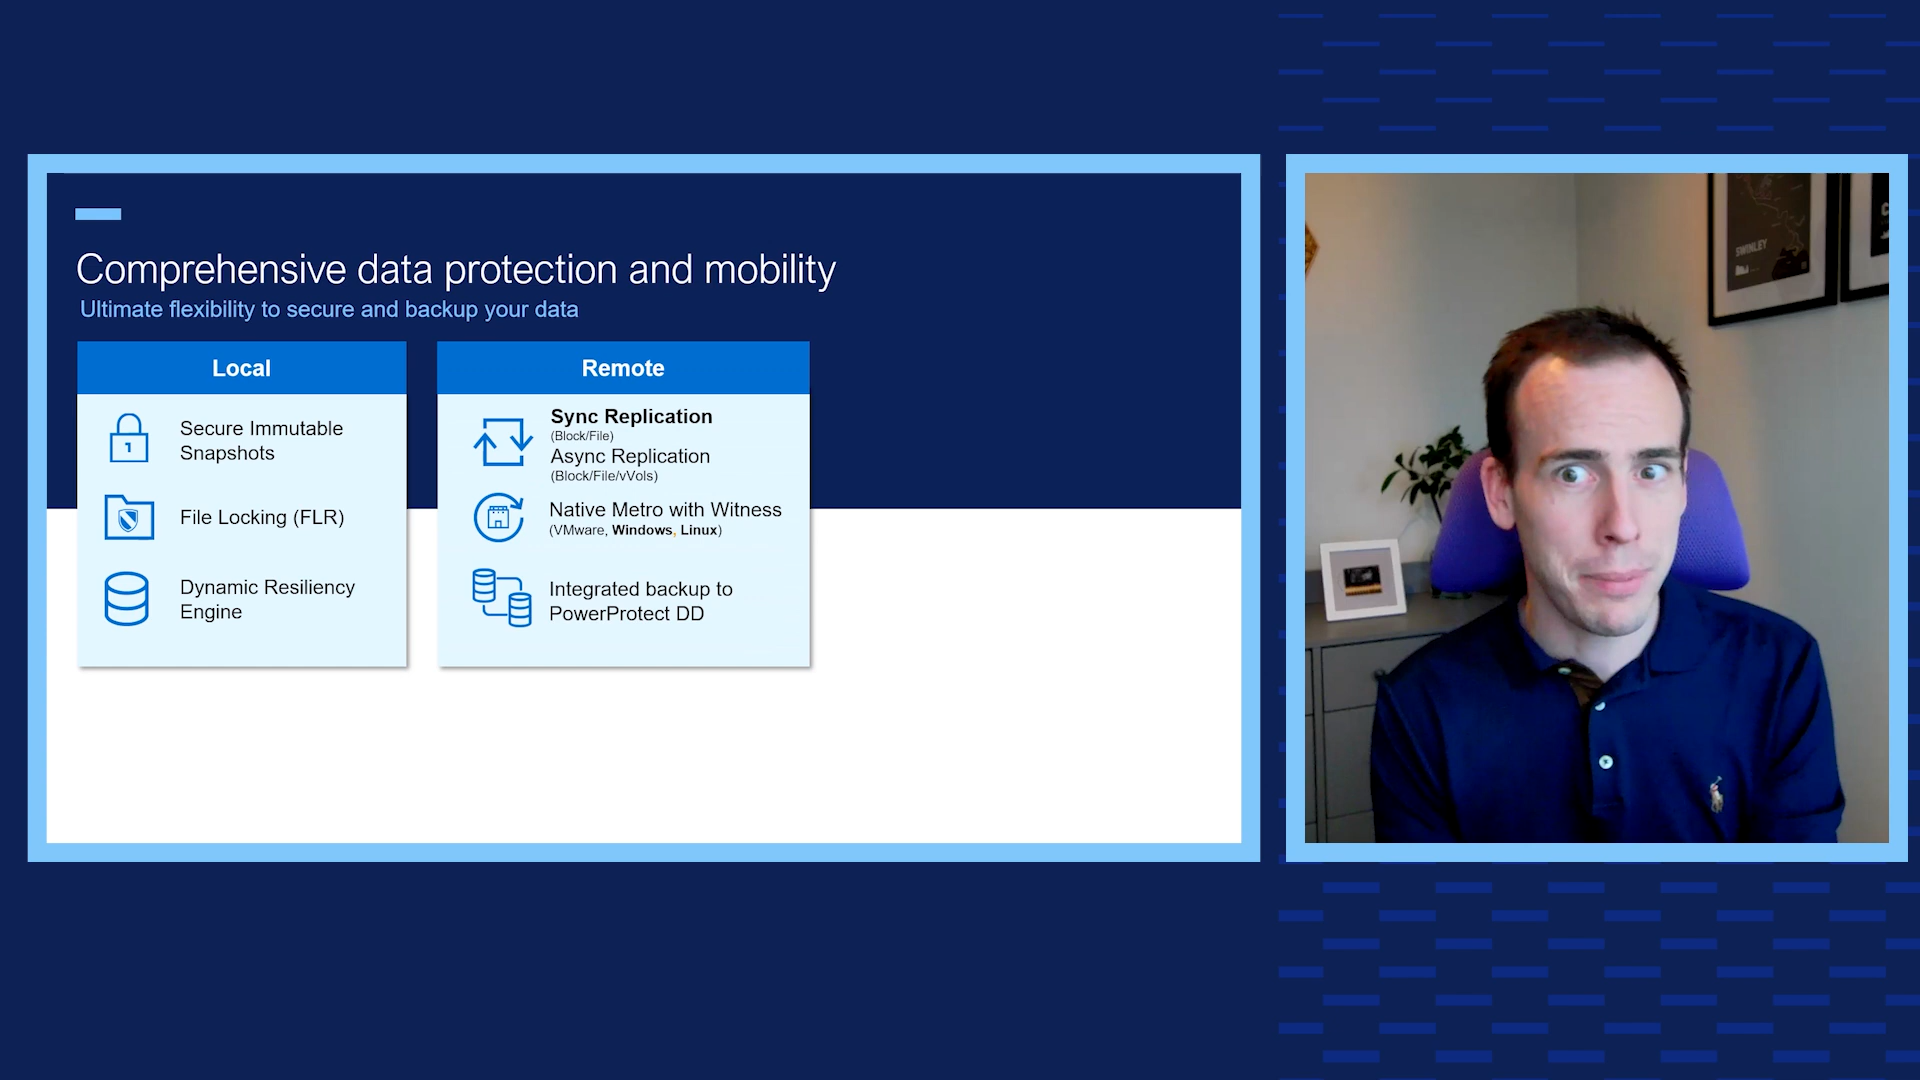 Comprehensive data protection and mobility
Ultimate flexibility to secure and backup your data
Local
1
Secure Immutable
Snapshots
File Locking (FLR)
Dynamic Resiliency
Engine
Remote
Sync Replication
(Block/File)
Async Replication
(Block/File/vVols)
Native Metro with Witness
(VMware, Windows, Linux)
Integrated backup to
PowerProtect DD
SWINLEY